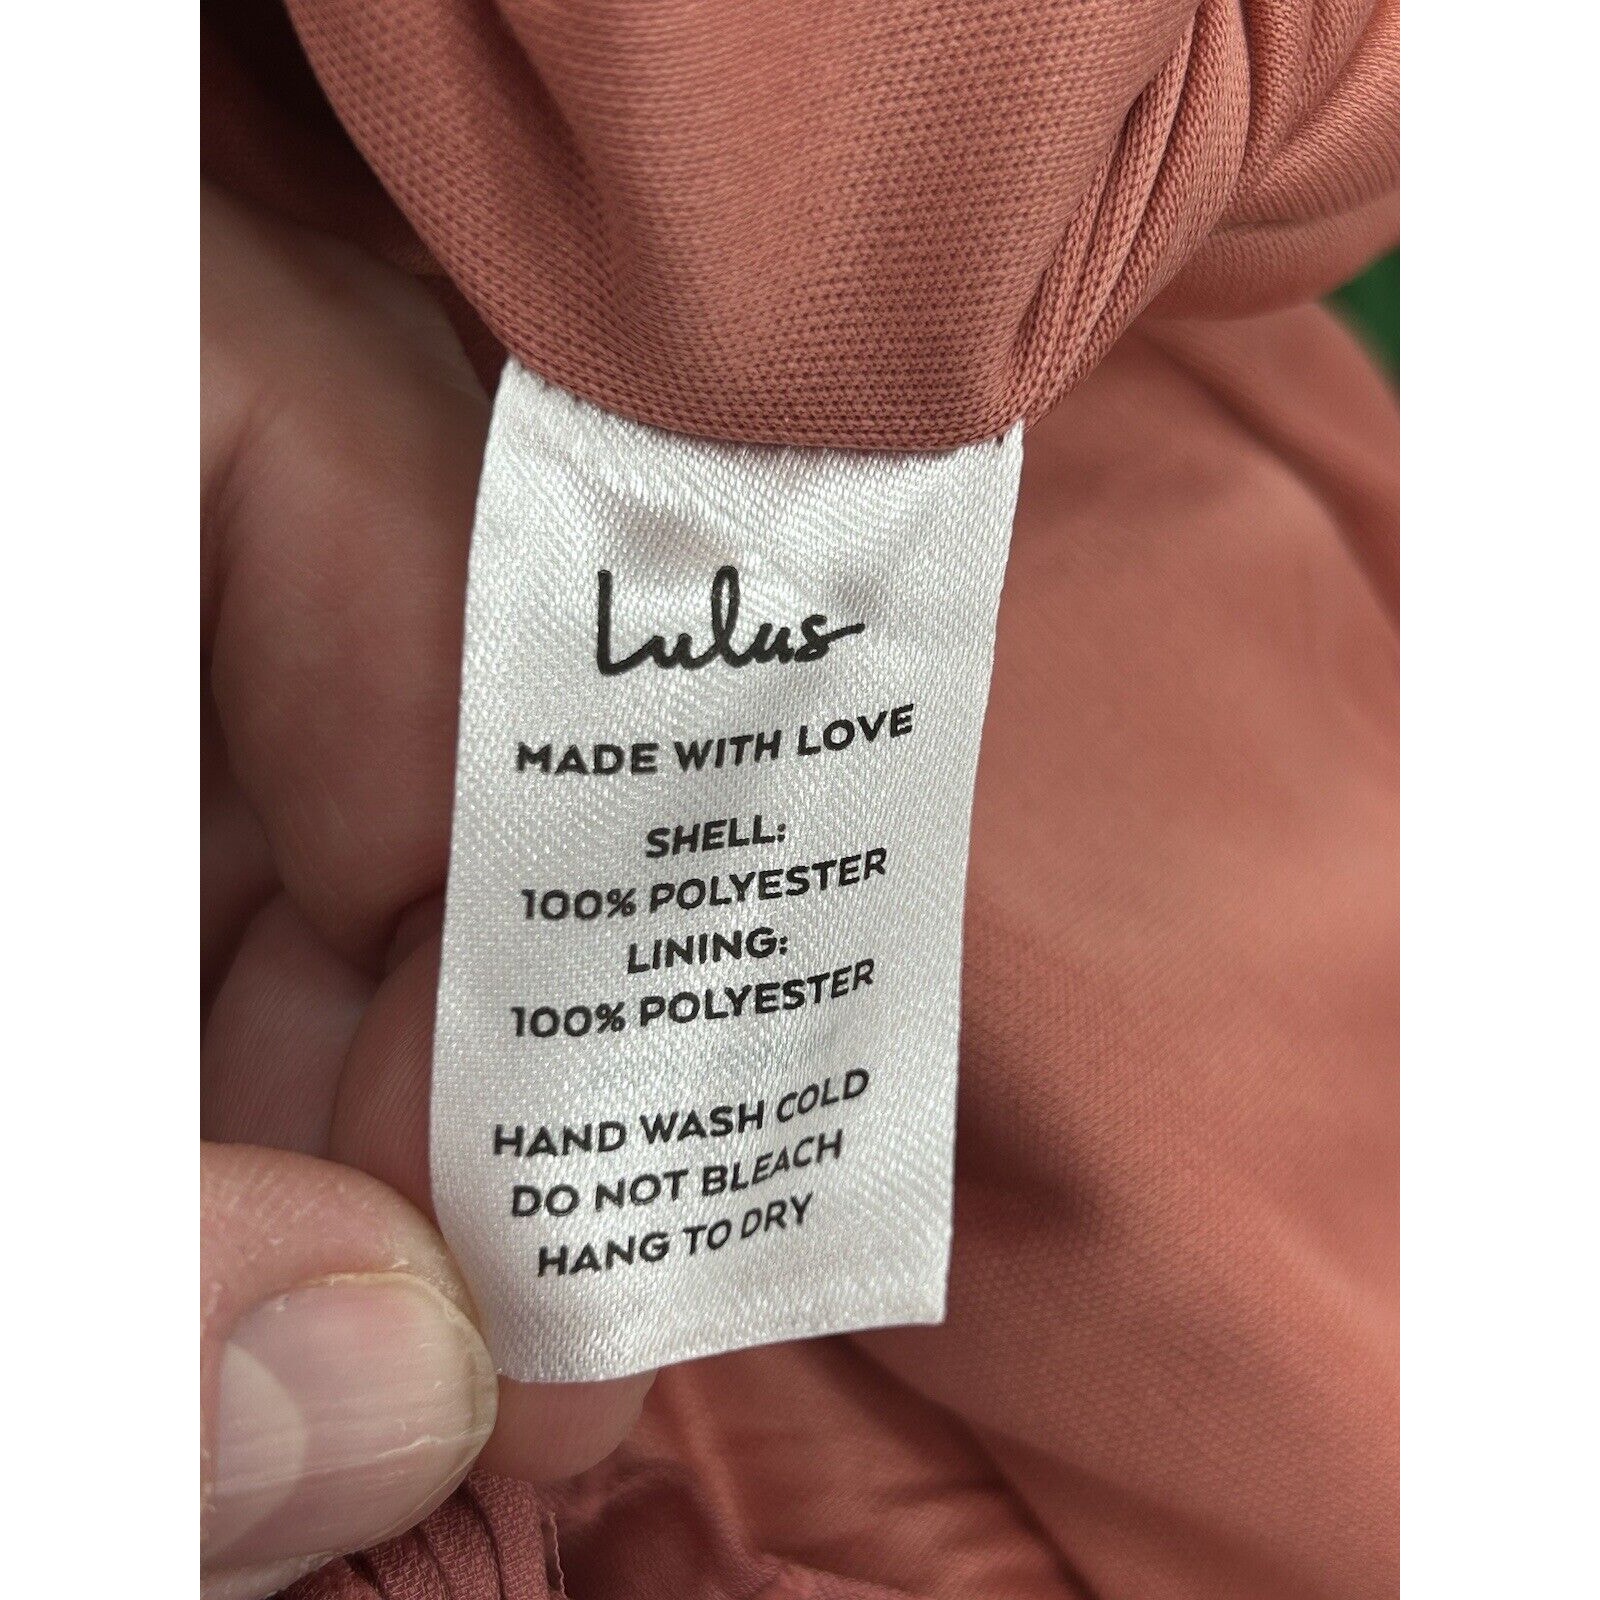 Lulus
MADE WITH LOVE
SHELL:
100% POLYESTER
LINING:
100% POLYESTER
HAND WASH COLD
DO NOT BLEACH
HANG TO DRY